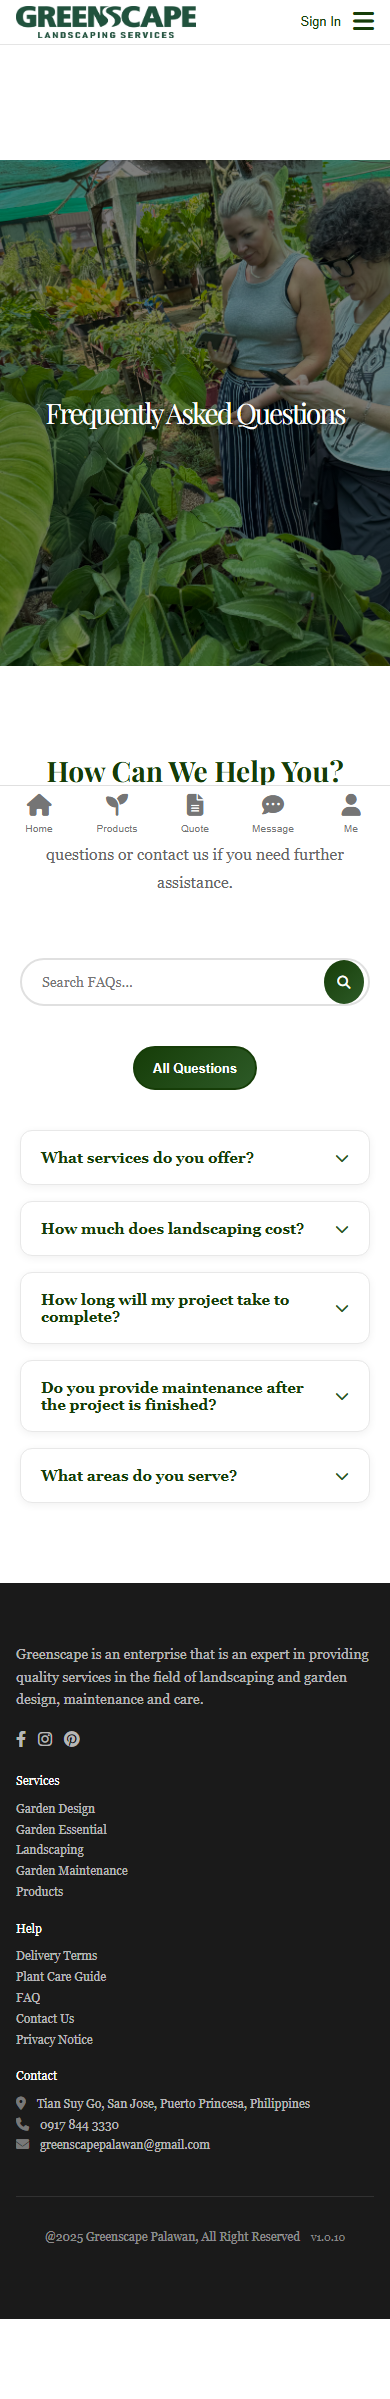 GREENSCAPE
LANDSCAPING SERVICES
Sign In
Frequently Asked Questions
How Can We Help You?
Home
Products
Quote
Message
Me
questions or contact us if you need further
assistance.
Search FAQs...
All Questions
What services do you offer?
How much does landscaping cost?
How long will my project take to
complete?
Do you provide maintenance after
the project is finished?
What areas do you serve?
Greenscape is an enterprise that is an expert in providing
quality services in the field of landscaping and garden
design, maintenance and care.
Services
Garden Design
Garden Essential
Landscaping
Garden Maintenance
Products
Help
Delivery Terms
Plant Care Guide
FAQ
Contact Us
Privacy Notice
Contact
Tian Suy Go, San Jose, Puerto Princesa, Philippines
0917 844 3330
greenscapepalawan@gmail.com
@2025 Greenscape Palawan, All Right Reserved v1.0.10